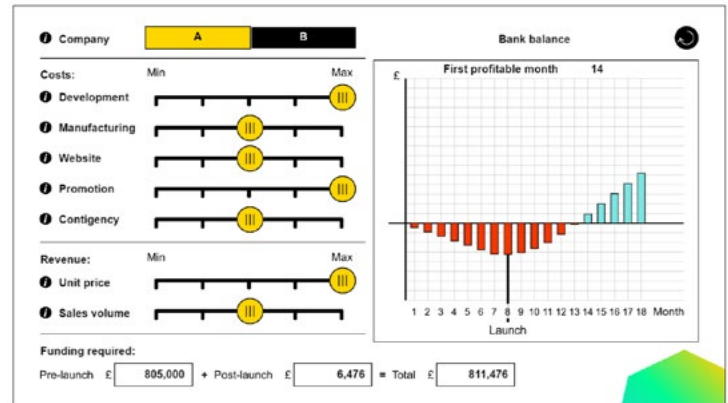 Company A B
Costs: Min Max
Development
Manufacturing
Website
Promotion
Contigency
Revenue: Min Max
Unit price
Sales volume
Funding required:
Pre-launch £ 805,000 + Post-launch £ 6,476 = Total £ 811,476
Bank balance
First profitable month 14
£
1 2 3 4 5 6 7 8 9 10 11 12 13 14 15 16 17 18 Month
Launch